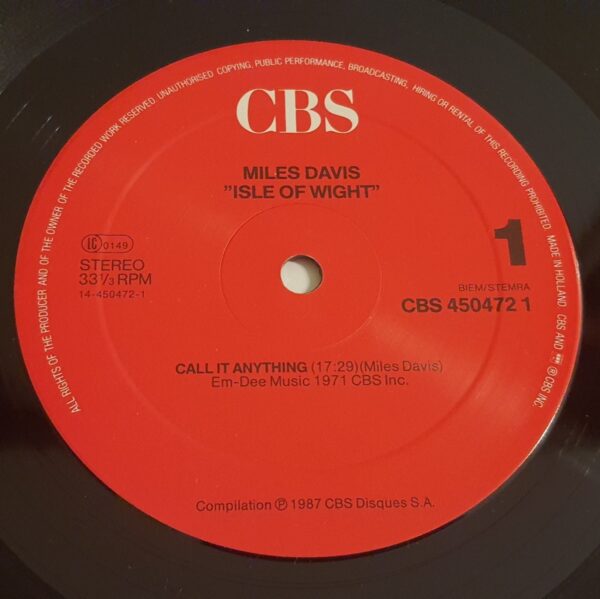 ALL RIGHTS OF THE PRODUCER AND OF THE OWNER OF THE RECORDED WORK RESERVED. UNAUTHORISED COPYING, PUBLIC PERFORMANCE, BROADCASTING, HIRING OR RENTAL OF THIS RECORDING PROHIBITED. MADE IN HOLLAND. CBS AND ® CBS INC.
CBS
MILES DAVIS
"ISLE OF WIGHT"
1
LC 0149
STEREO
33 1/3 RPM
14-450472-1
BIEM/STEMRA
CBS 450472 1
CALL IT ANYTHING (17:29)(Miles Davis)
Em-Dee Music 1971 CBS Inc.
Compilation ℗ 1987 CBS Disques S.A.